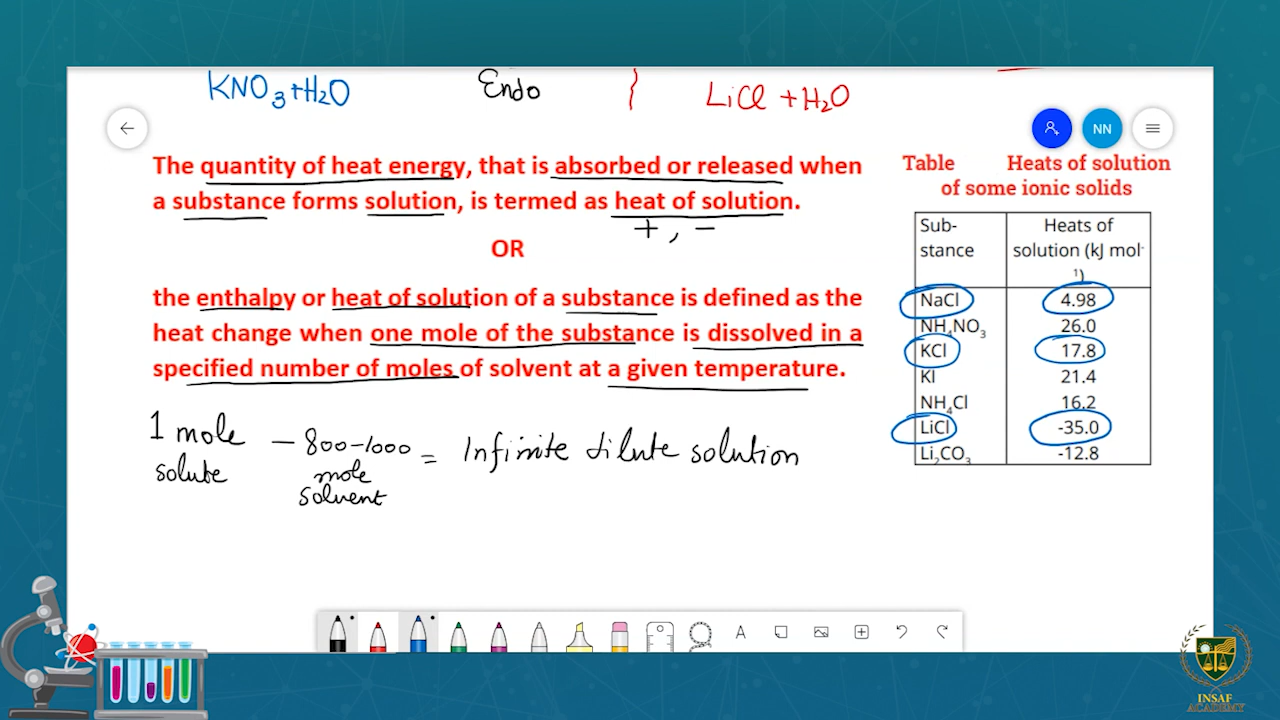 KNO3+H2O Endo LiCl +H2O
NN
The quantity of heat energy, that is absorbed or released when
a substance forms solution, is termed as heat of solution.
+ , -
OR
the enthalpy or heat of solution of a substance is defined as the
heat change when one mole of the substance is dissolved in a
specified number of moles of solvent at a given temperature.
1 mole - 800-1000 = Infinite dilute solution
solute mole
solvent
Table Heats of solution
of some ionic solids
Sub- Heats of
stance solution (kJ mol-
1)
NaCl 4.98
NH4NO3 26.0
KCl 17.8
KI 21.4
NH4Cl 16.2
LiCl -35.0
Li2CO3 -12.8
A
INSAF
ACADEMY